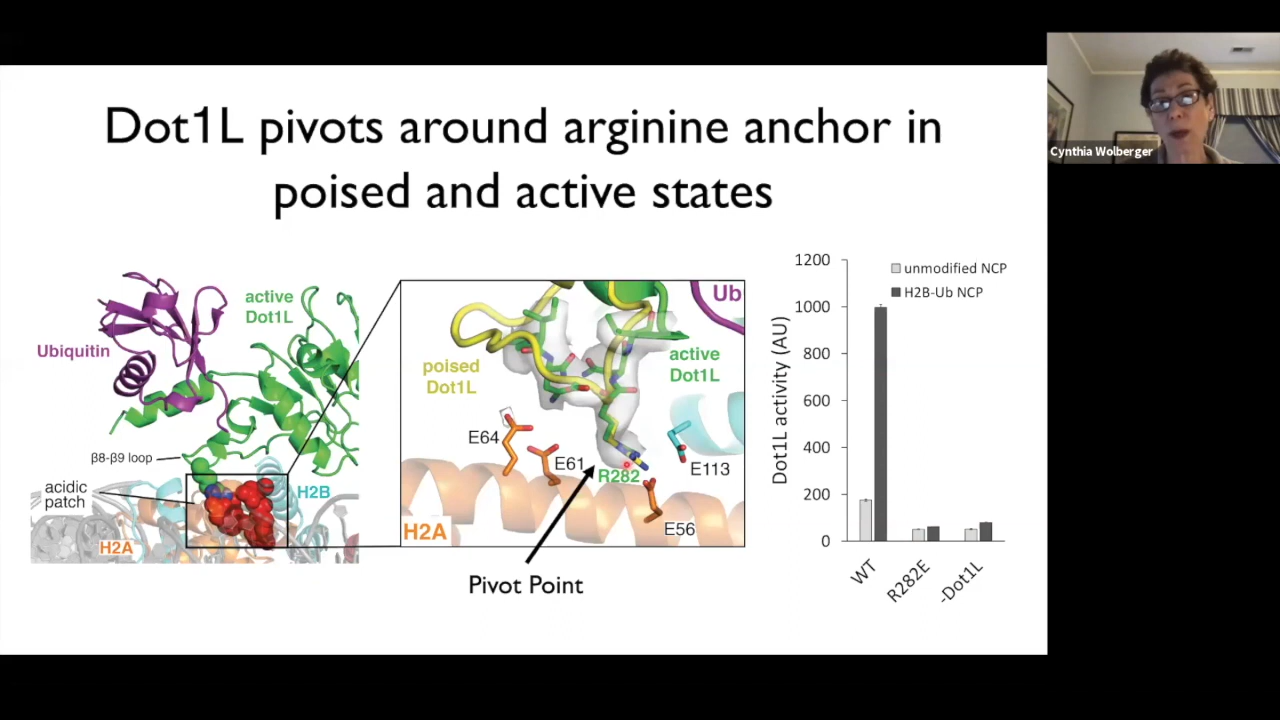 Dot1L pivots around arginine anchor in
poised and active states
active
Dot1L
Ubiquitin
β8-β9 loop
acidic
patch
H2B
H2A
Ub
poised
Dot1L
active
Dot1L
E64
E61
R282
E113
E56
H2A
Pivot Point
Dot1L activity (AU)
1200
1000
800
600
400
200
0
unmodified NCP
H2B-Ub NCP
WT
R282E
-Dot1L
Cynthia Wolberger